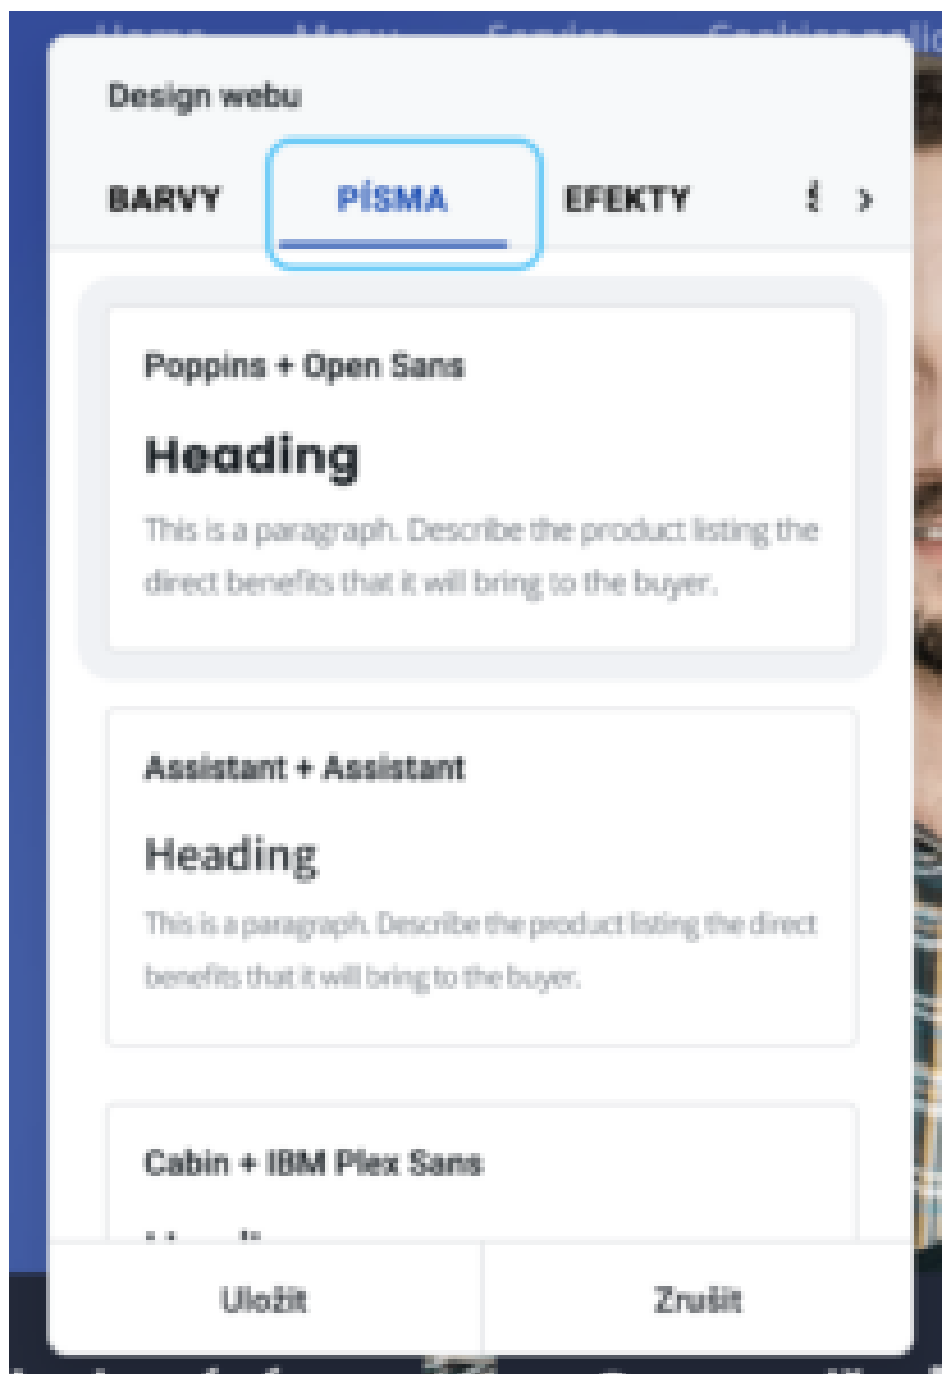 Design webu
BARVY PÍSMA EFEKTY
Poppins + Open Sans
Heading
This is a paragraph. Describe the product listing the
direct benefits that it will bring to the buyer.
Assistant + Assistant
Heading
This is a paragraph. Describe the product listing the direct
benefits that it will bring to the buyer.
Cabin + IBM Plex Sans
Uložit Zrušit